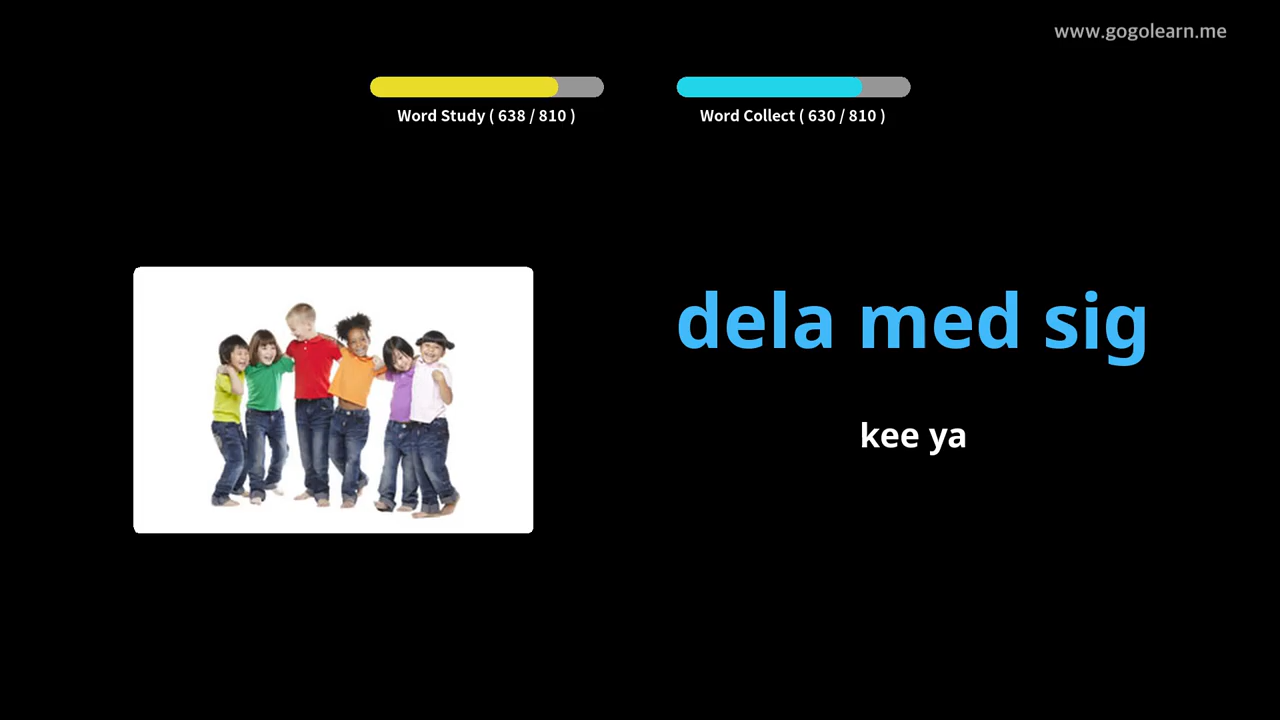 www.gogolearn.me
Word Study ( 638 / 810 )
Word Collect ( 630 / 810 )
dela med sig
kee ya